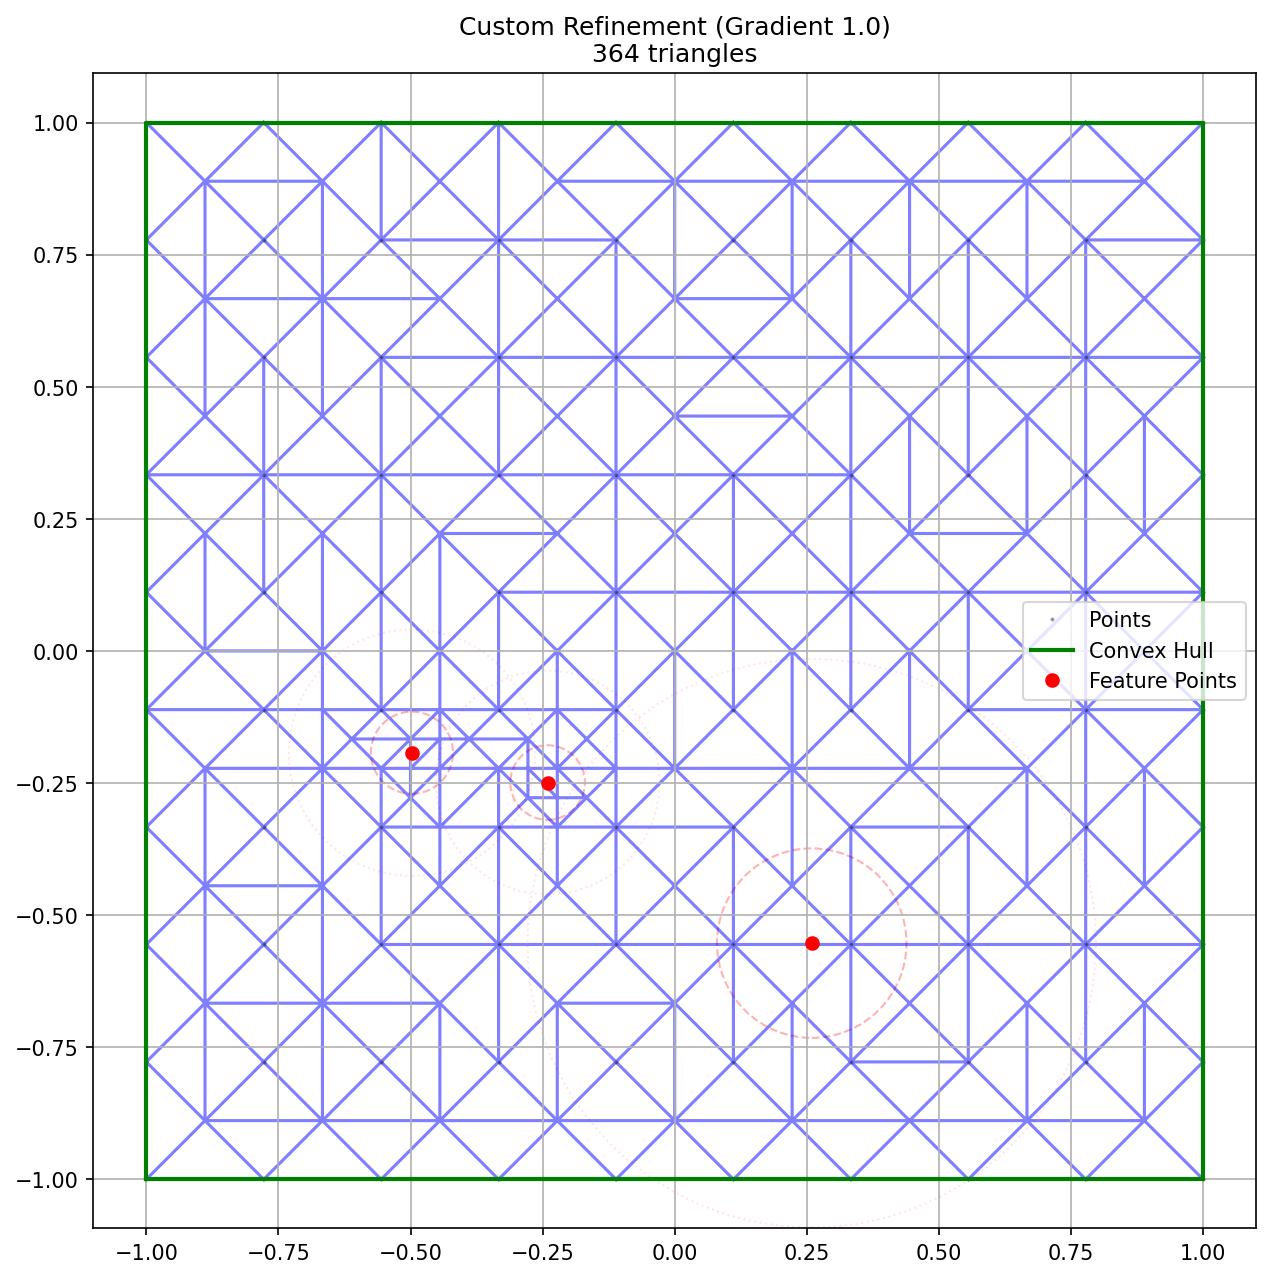 Custom Refinement (Gradient 1.0)
364 triangles
1.00
0.75
0.50
0.25
0.00
−0.25
−0.50
−0.75
−1.00
Points
Convex Hull
Feature Points
−1.00 −0.75 −0.50 −0.25 0.00 0.25 0.50 0.75 1.00